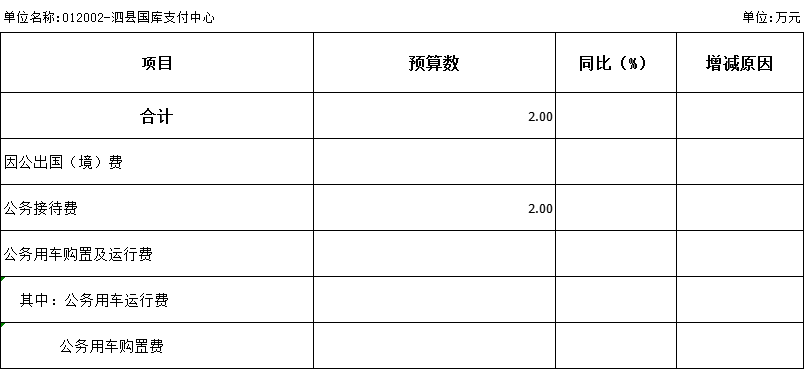 单位名称:012002-泗县国库支付中心 单位:万元
项目 预算数 同比（%） 增减原因
合计 2.00
因公出国（境）费
公务接待费 2.00
公务用车购置及运行费
其中：公务用车运行费
公务用车购置费